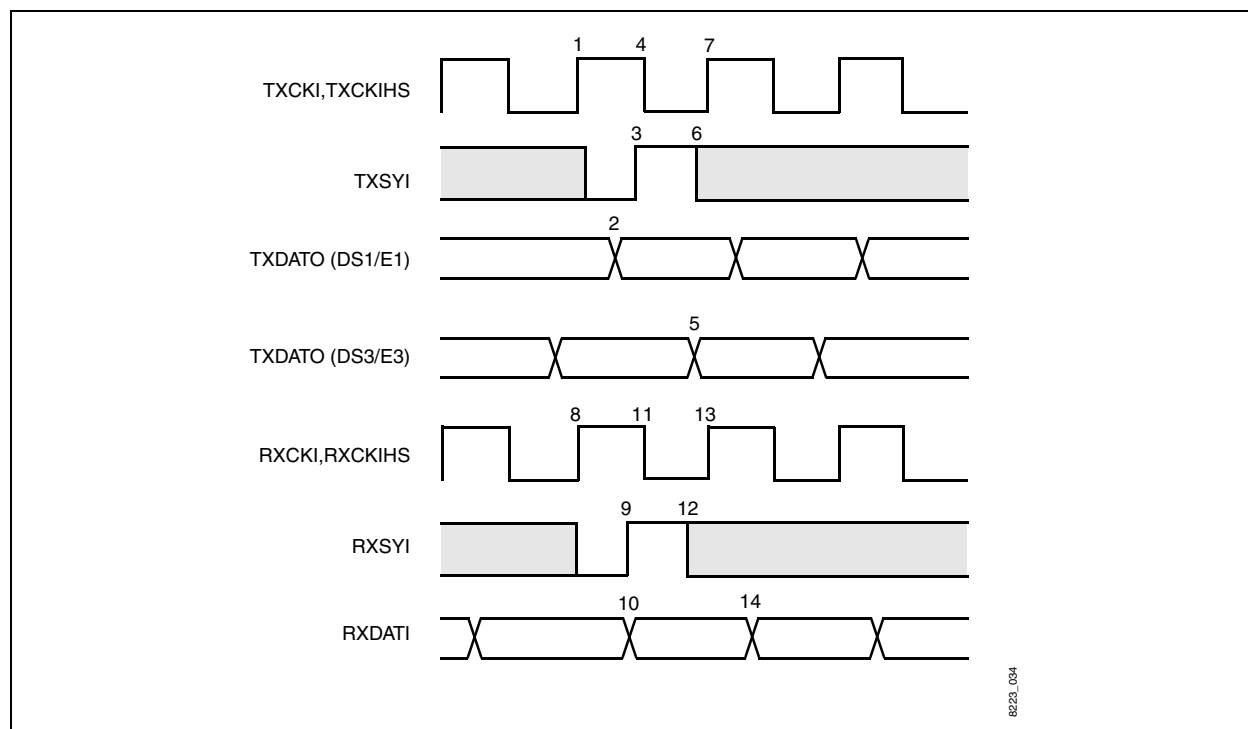 1 4 7
TXCKI,TXCKIHS
3 6
TXSYI
2
TXDATO (DS1/E1)
5
TXDATO (DS3/E3)
8 11 13
RXCKI,RXCKIHS
9 12
RXSYI
10 14
RXDATI
8223_034